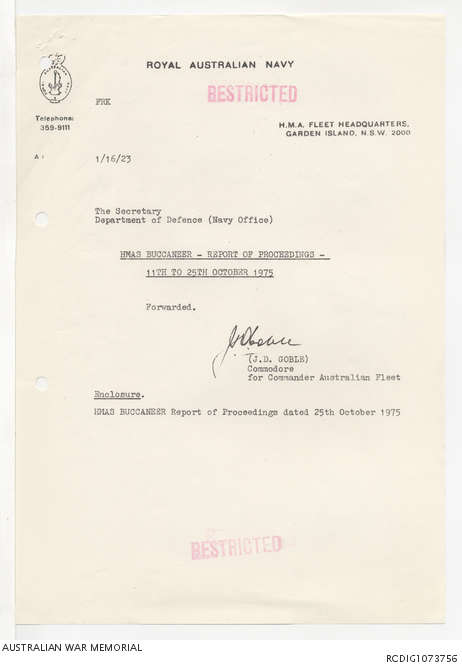 ROYAL AUSTRALIAN NAVY
RESTRICTED
FRK
Telephone:
359-9111
H.M.A. FLEET HEADQUARTERS,
GARDEN ISLAND, N.S.W. 2000
A 1
1/16/23
The Secretary
Department of Defence (Navy Office)
HMAS BUCCANEER - REPORT OF PROCEEDINGS -
11TH TO 25TH OCTOBER 1975
Forwarded.
(J.D. GOBLE)
Commodore
for Commander Australian Fleet
Enclosure.
HMAS BUCCANEER Report of Proceedings dated 25th October 1975
RESTRICTED
AUSTRALIAN WAR MEMORIAL
RCDIG1073756